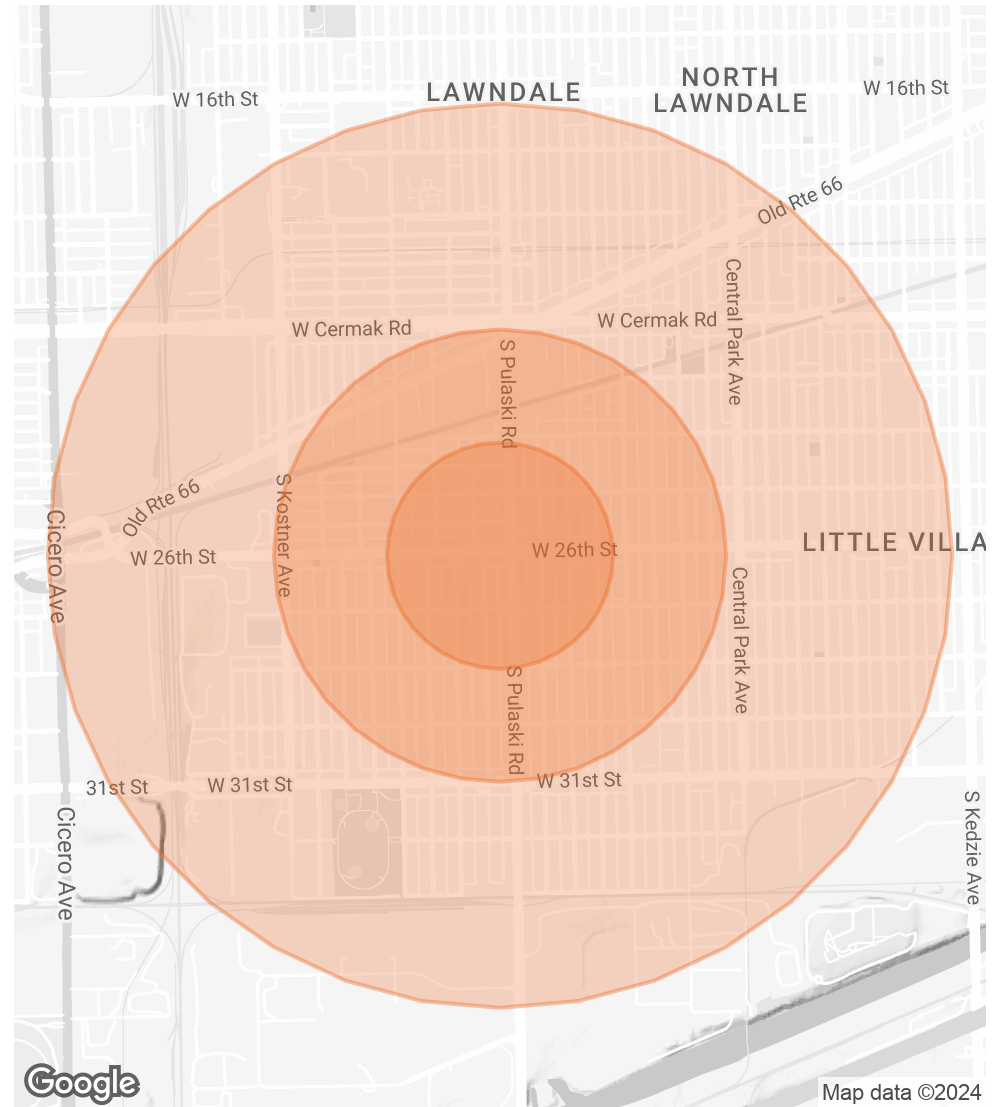 LAWNDALE
NORTH
LAWNDALE
W 16th St
W 16th St
Old Rte 66
Central Park Ave
W Cermak Rd
W Cermak Rd
S Pulaski Rd
S Kostner Ave
Old Rte 66
Cicero Ave
W 26th St
W 26th St
LITTLE VILLA
Central Park Ave
S Pulaski Rd
31st St
W 31st St
W 31st St
Cicero Ave
S Kedzie Ave
Google
Map data ©2024